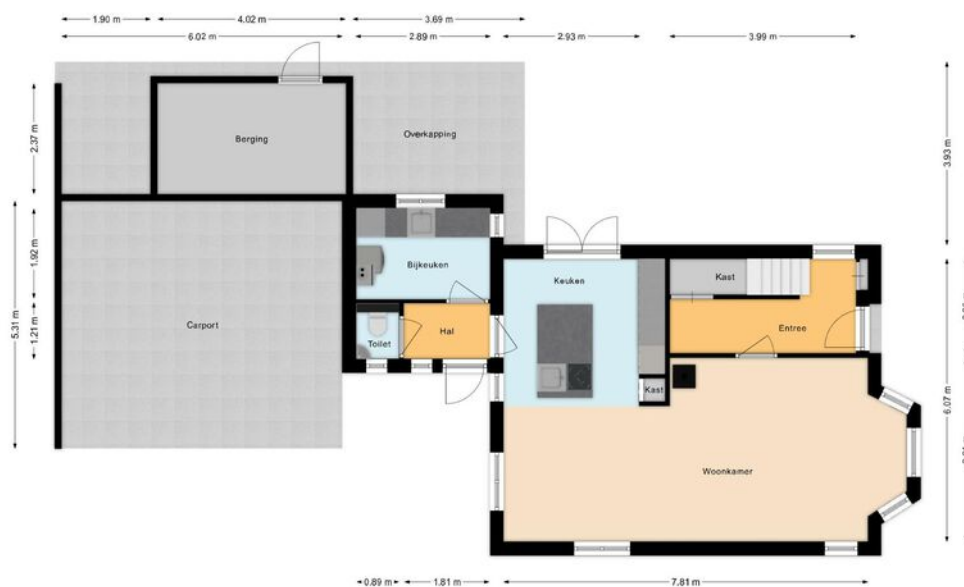 1.90 m
4.02 m
3.69 m
6.02 m
2.89 m
2.93 m
3.99 m
2.37 m
Berging
Overkapping
3.93 m
1.92 m
Bijkeuken
Keuken
Kast
5.31 m
Carport
1.21 m
Toilet
Hal
Entree
Kast
6.07 m
Woonkamer
0.89 m
1.81 m
7.81 m